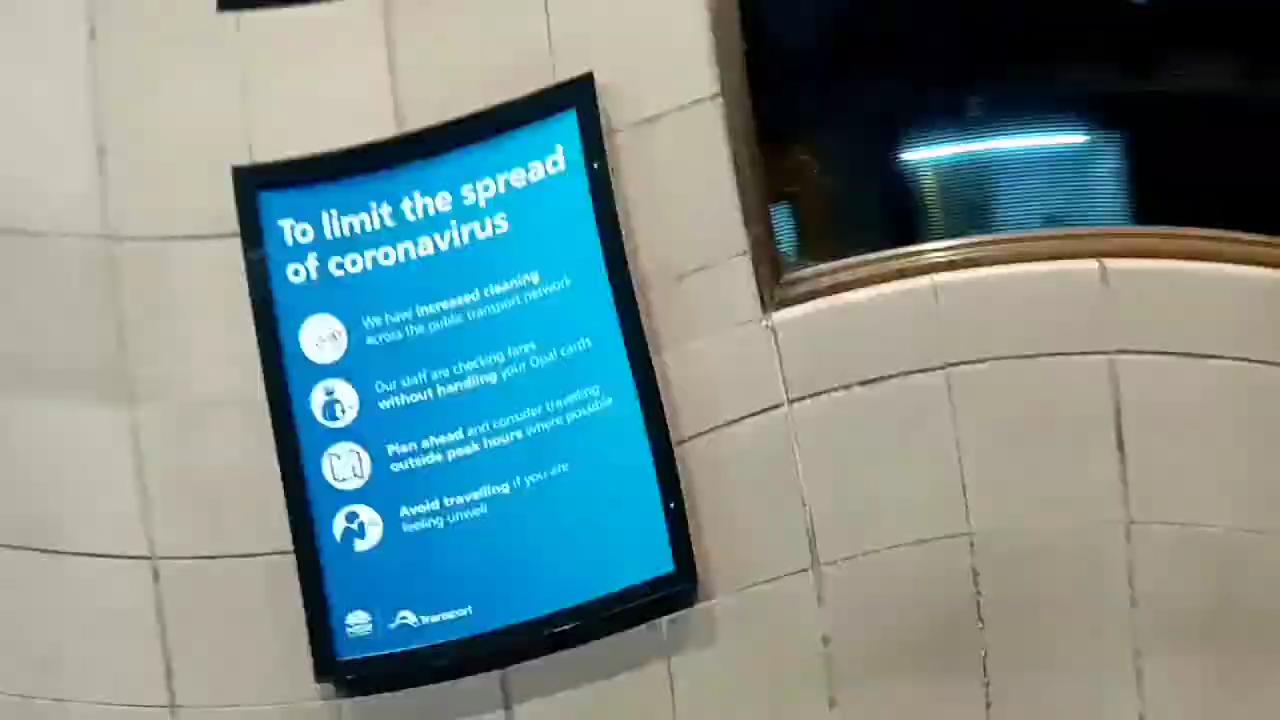 To limit the spread
of coronavirus
We have increased cleaning
across the public transport network
Our staff are checking fares
without handling your Opal cards
Plan ahead and consider travelling
outside peak hours where possible
Avoid travelling if you are
feeling unwell
Transport